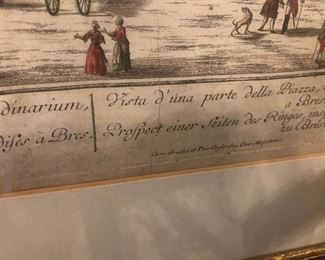 dinarium,
Vista d'una parte della Piazza,
a Bres
dises à Bres.
Prospect einer Seiten des Ringes,
zu Bres
Cum Gratia et Privilegio Sac. Caes. Majestatis.